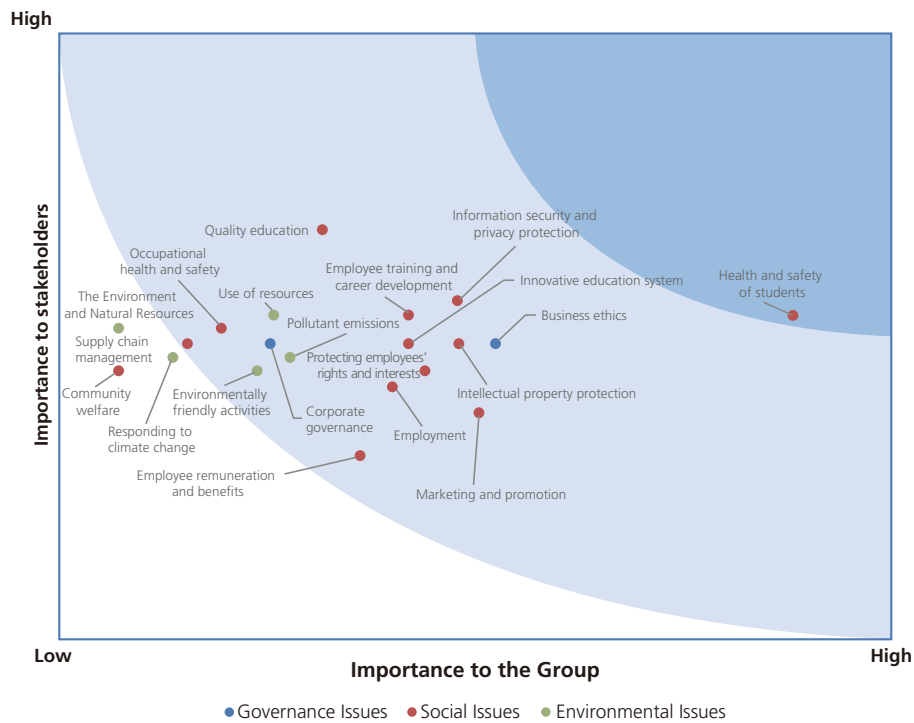 High
Importance to stakeholders
Quality education
Information security and
privacy protection
Occupational
health and safety
Employee training and
career development
Innovative education system
Health and safety
of students
The Environment
and Natural Resources
Use of resources
Pollutant emissions
Business ethics
Supply chain
management
Protecting employees’
rights and interests
Community
welfare
Environmentally
friendly activities
Intellectual property protection
Responding to
climate change
Corporate
governance
Employment
Employee remuneration
and benefits
Marketing and promotion
Low
Importance to the Group
High
Governance Issues
Social Issues
Environmental Issues